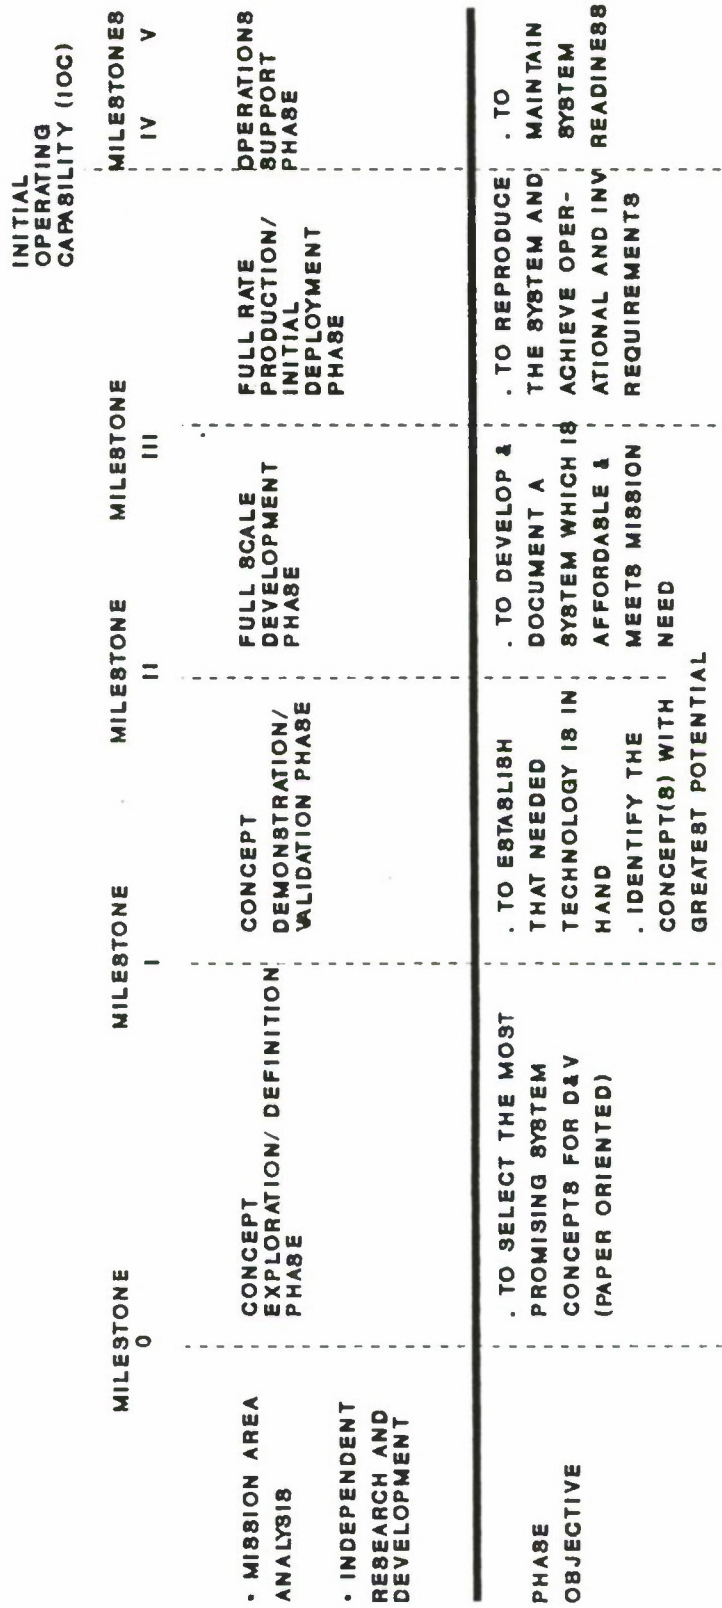 INITIAL
OPERATING
CAPABILITY (IOC)
MILESTONE
0
MILESTONE
I
MILESTONE
II
MILESTONE
III
MILESTONES
IV V
• MISSION AREA
ANALYSIS
• INDEPENDENT
RESEARCH AND
DEVELOPMENT
CONCEPT
EXPLORATION/ DEFINITION
PHASE
CONCEPT
DEMONSTRATION/
VALIDATION PHASE
FULL SCALE
DEVELOPMENT
PHASE
FULL RATE
PRODUCTION/
INITIAL
DEPLOYMENT
PHASE
OPERATIONS
SUPPORT
PHASE
PHASE
OBJECTIVE
. TO SELECT THE MOST
PROMISING SYSTEM
CONCEPTS FOR D&V
(PAPER ORIENTED)
. TO ESTABLISH
THAT NEEDED
TECHNOLOGY IS IN
HAND
. IDENTIFY THE
CONCEPT(S) WITH
GREATEST POTENTIAL
. TO DEVELOP &
DOCUMENT A
SYSTEM WHICH IS
AFFORDABLE &
MEETS MISSION
NEED
. TO REPRODUCE
THE SYSTEM AND
ACHIEVE OPER-
ATIONAL AND INV
REQUIREMENTS
. TO
MAINTAIN
SYSTEM
READINESS